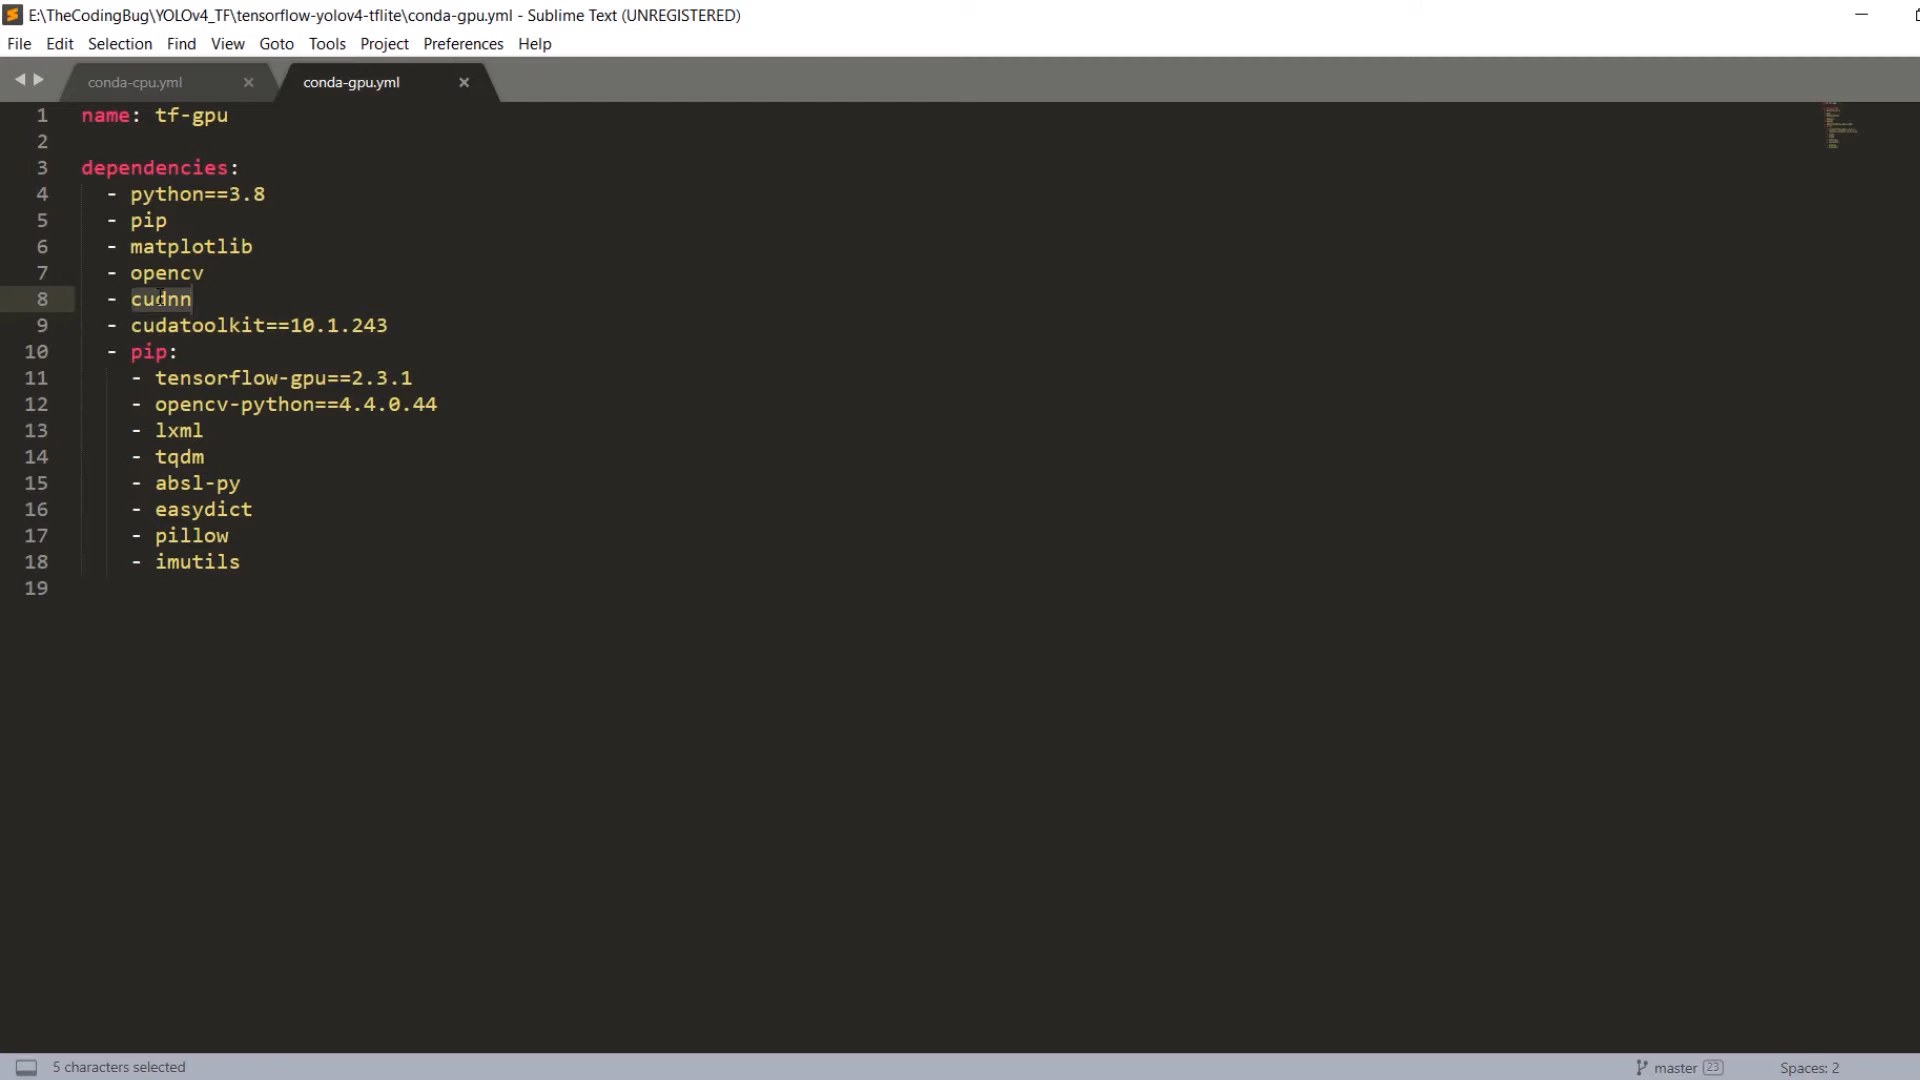 E:\TheCodingBug\YOLOv4_TF\tensorflow-yolov4-tflite\conda-gpu.yml - Sublime Text (UNREGISTERED)
File Edit Selection Find View Goto Tools Project Preferences Help
conda-cpu.yml conda-gpu.yml
1 name: tf-gpu
2
3 dependencies:
4 - python==3.8
5 - pip
6 - matplotlib
7 - opencv
8 - cudnn
9 - cudatoolkit==10.1.243
10 - pip:
11 - tensorflow-gpu==2.3.1
12 - opencv-python==4.4.0.44
13 - lxml
14 - tqdm
15 - absl-py
16 - easydict
17 - pillow
18 - imutils
19
5 characters selected master 23 Spaces: 2